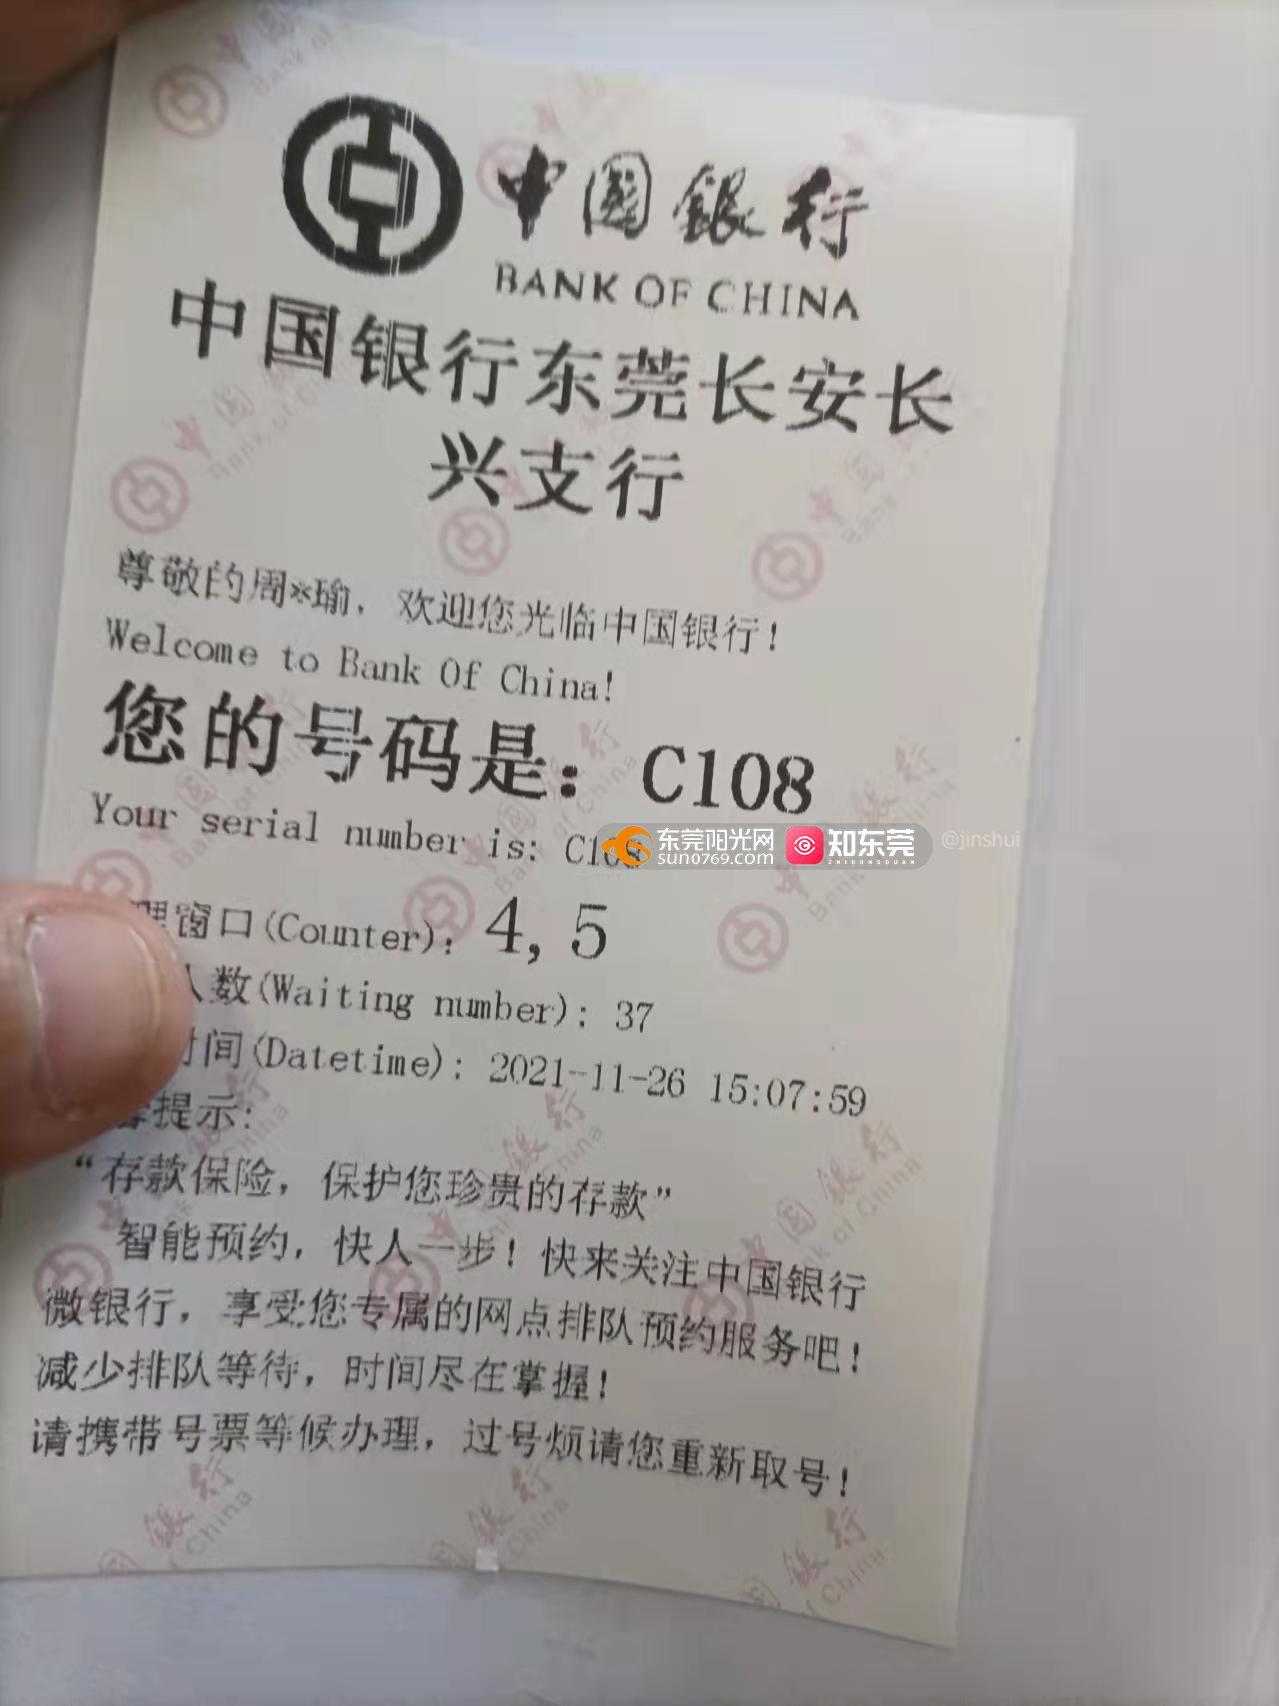 中国银行
BANK OF CHINA
中国银行东莞长安长
兴支行
尊敬的周*瑜，欢迎您光临中国银行！
Welcome to Bank Of China!
您的号码是：C108
Your serial number is: C108
东莞阳光网
sun0769.com
知东莞
ZHIDONGGUAN
@jinshui
理窗口(Counter): 4, 5
人数(Waiting number): 37
时间(Datetime): 2021-11-26 15:07:59
提示:
“存款保险，保护您珍贵的存款”
智能预约，快人一步！快来关注中国银行
微银行，享受您专属的网点排队预约服务吧！
减少排队等待，时间尽在掌握！
请携带号票等候办理，过号烦请您重新取号！